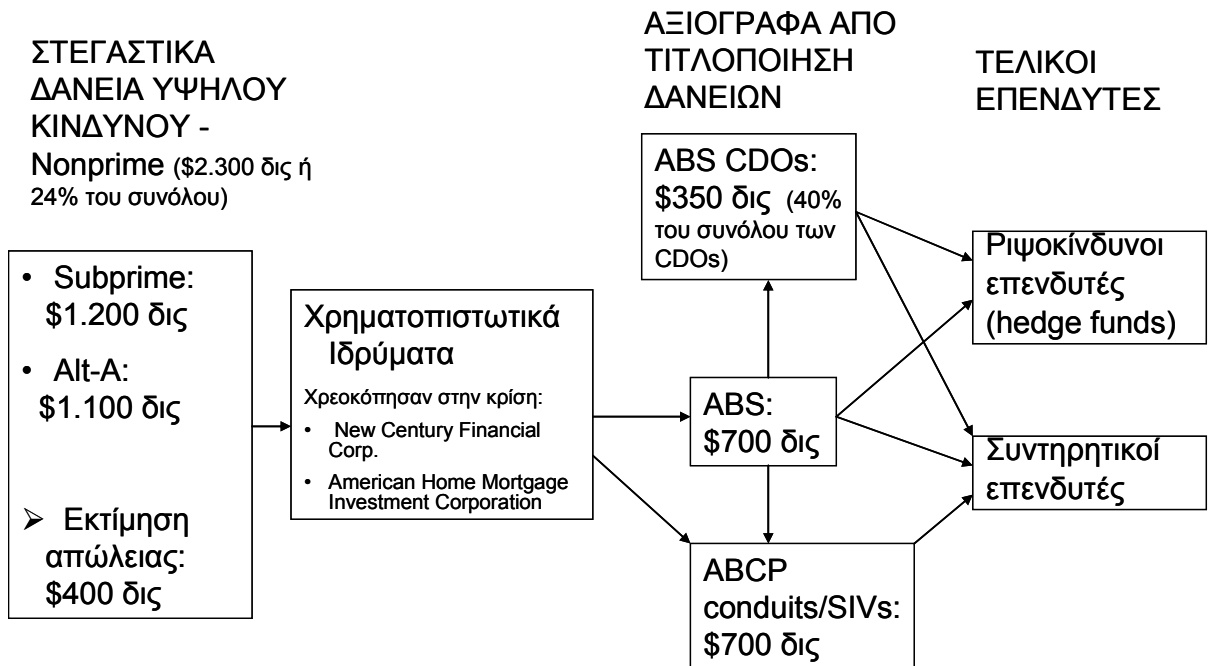 ΣΤΕΓΑΣΤΙΚΑ
ΔΑΝΕΙΑ ΥΨΗΛΟΥ
ΚΙΝΔΥΝΟΥ -
Nonprime ($2.300 δις ή
24% του συνόλου)
• Subprime:
$1.200 δις
• Alt-A:
$1.100 δις
➢ Εκτίμηση
απώλειας:
$400 δις
Χρηματοπιστωτικά
Ιδρύματα
Χρεοκόπησαν στην κρίση:
• New Century Financial
Corp.
• American Home Mortgage
Investment Corporation
ΑΞΙΟΓΡΑΦΑ ΑΠΟ
ΤΙΤΛΟΠΟΙΗΣΗ
ΔΑΝΕΙΩΝ
ABS CDOs:
$350 δις (40%
του συνόλου των
CDOs)
ABS:
$700 δις
ABCP
conduits/SIVs:
$700 δις
ΤΕΛΙΚΟΙ
ΕΠΕΝΔΥΤΕΣ
Ριψοκίνδυνοι
επενδυτές
(hedge funds)
Συντηρητικοί
επενδυτές